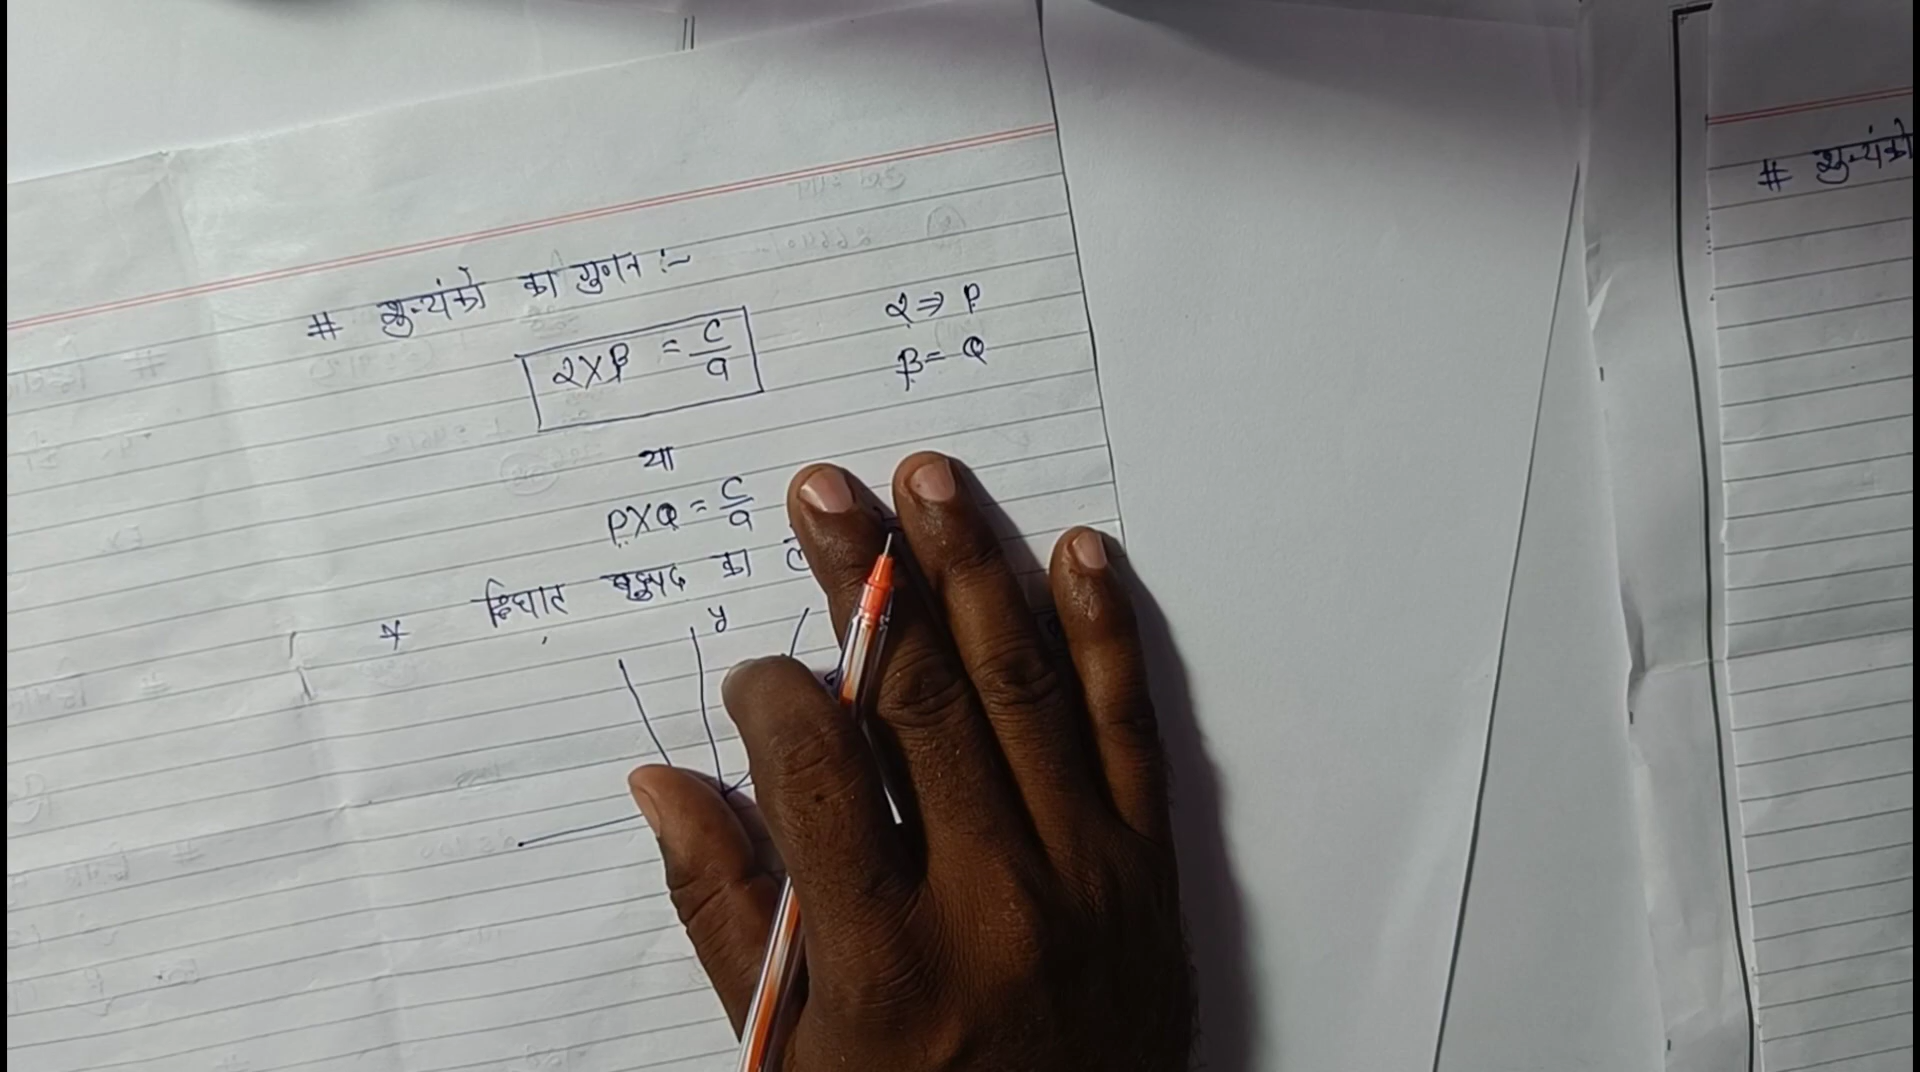 # शुन्यंको का गुणन :-
α×β = c/a
α ⇒ P
β = Q
या
P×Q = c/a
* द्विघात बहुपद का
y
# शुन्यंको